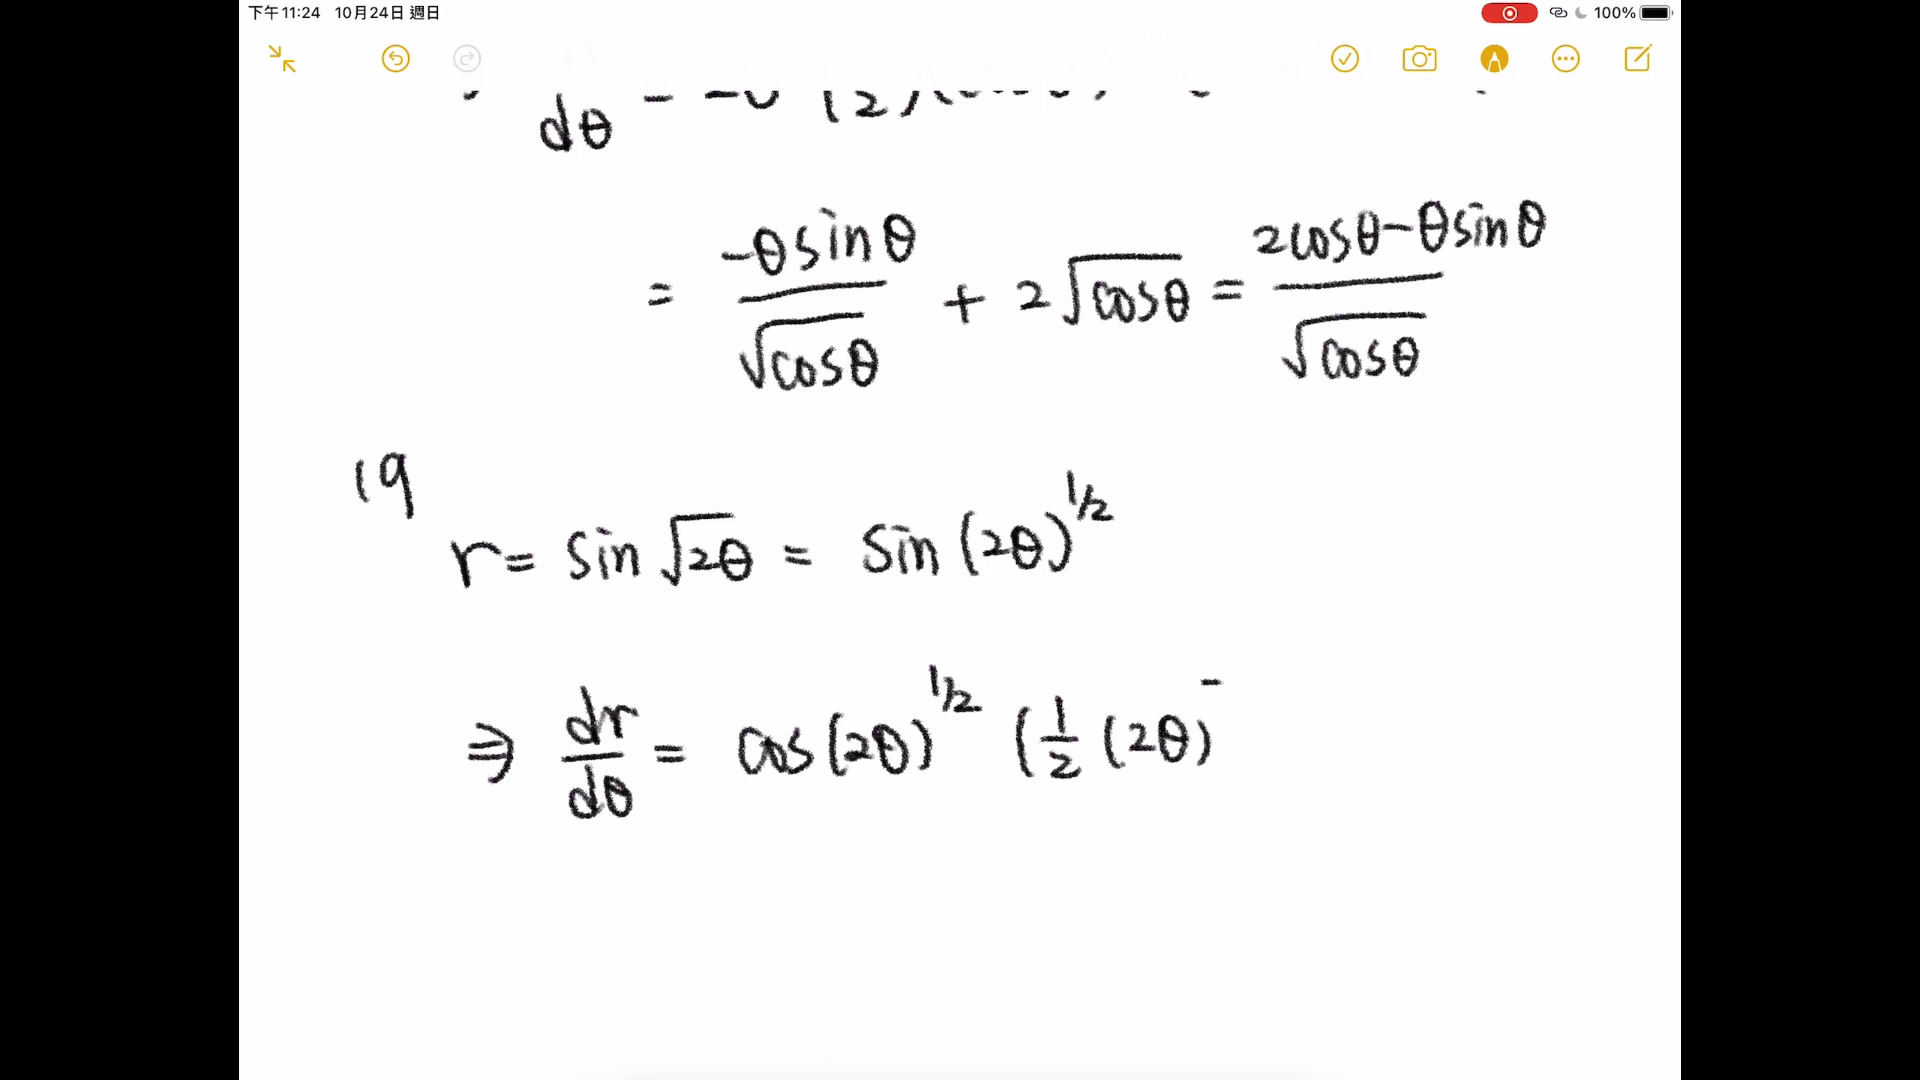 下午11:24 10月24日 週日 100%
dθ
= -θsinθ/√cosθ + 2√cosθ = 2cosθ-θsinθ/√cosθ
19
r= sin√2θ = sin(2θ)^1/2
⇒ dr/dθ = cos(2θ)^1/2 (1/2 (2θ)^-